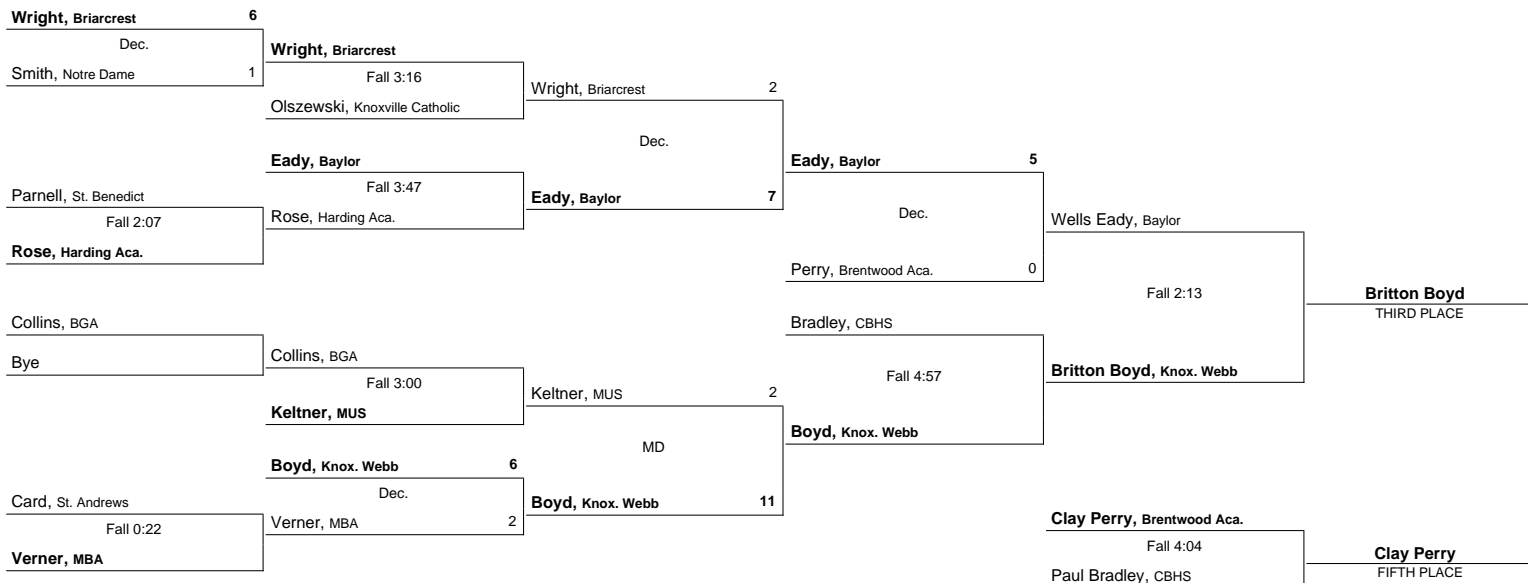 Wright, Briarcrest 6
Dec.
Smith, Notre Dame 1
Parnell, St. Benedict
Fall 2:07
Rose, Harding Aca.
Collins, BGA
Bye
Card, St. Andrews
Fall 0:22
Verner, MBA
Wright, Briarcrest
Fall 3:16
Olszewski, Knoxville Catholic
Eady, Baylor
Fall 3:47
Rose, Harding Aca.
Collins, BGA
Fall 3:00
Keltner, MUS
Boyd, Knox. Webb 6
Dec.
Verner, MBA 2
Wright, Briarcrest 2
Dec.
Eady, Baylor 7
Keltner, MUS 2
MD
Boyd, Knox. Webb 11
Eady, Baylor 5
Dec.
Perry, Brentwood Aca. 0
Bradley, CBHS
Fall 4:57
Boyd, Knox. Webb
Wells Eady, Baylor
Fall 2:13
Britton Boyd, Knox. Webb
Britton Boyd
THIRD PLACE
Clay Perry, Brentwood Aca.
Fall 4:04
Paul Bradley, CBHS
Clay Perry
FIFTH PLACE